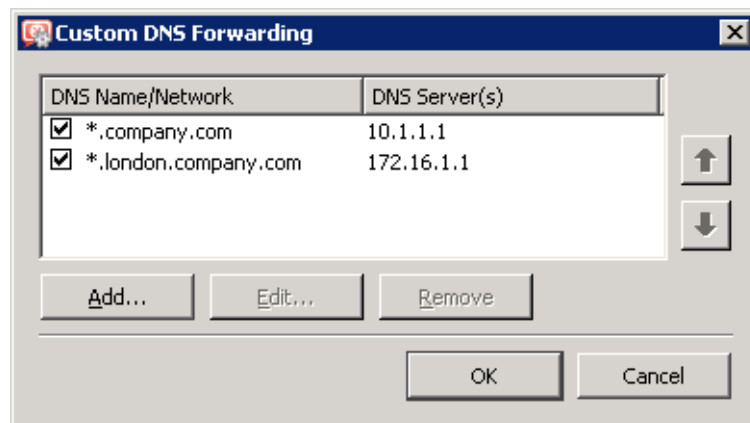 Custom DNS Forwarding
DNS Name/Network DNS Server(s)
*.company.com 10.1.1.1
*.london.company.com 172.16.1.1
Add... Edit... Remove
OK Cancel